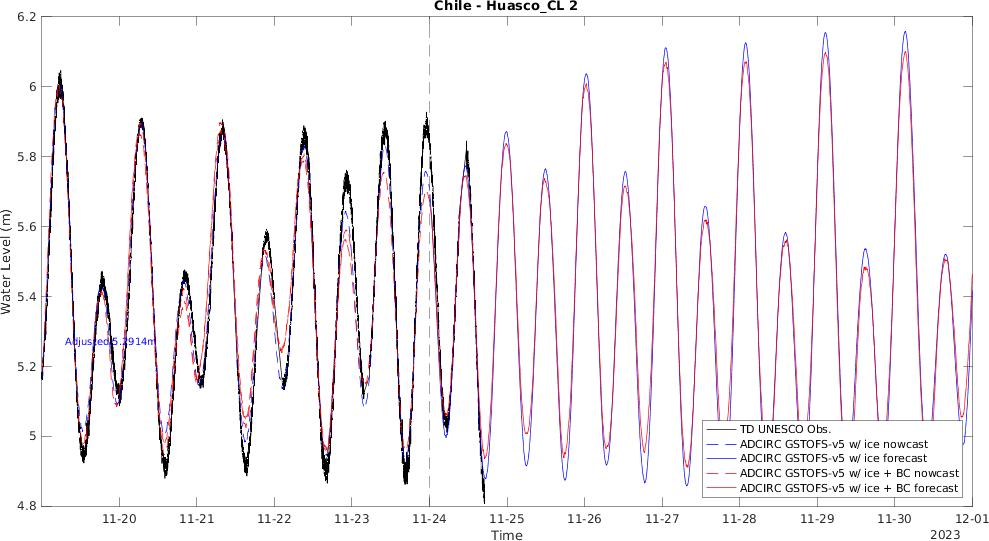 Chile - Huasco_CL 2
6.2
6
5.8
5.6
5.4
5.2
5
4.8
Water Level (m)
Adjusted 5.2914m
TD UNESCO Obs.
ADCIRC GSTOFS-v5 w/ ice nowcast
ADCIRC GSTOFS-v5 w/ ice forecast
ADCIRC GSTOFS-v5 w/ ice + BC nowcast
ADCIRC GSTOFS-v5 w/ ice + BC forecast
11-20 11-21 11-22 11-23 11-24 11-25 11-26 11-27 11-28 11-29 11-30 12-01
Time
2023